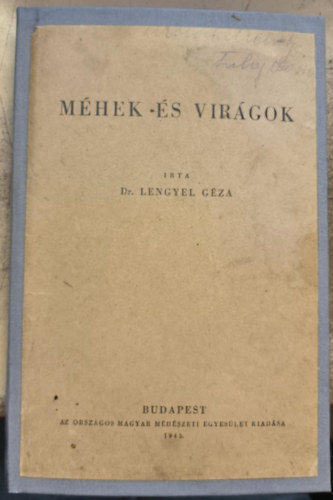 MÉHEK-ÉS VIRÁGOK
IRTA
Dr. LENGYEL GÉZA
BUDAPEST
AZ ORSZÁGOS MAGYAR MÉHÉSZETI EGYESÜLET KIADÁSA